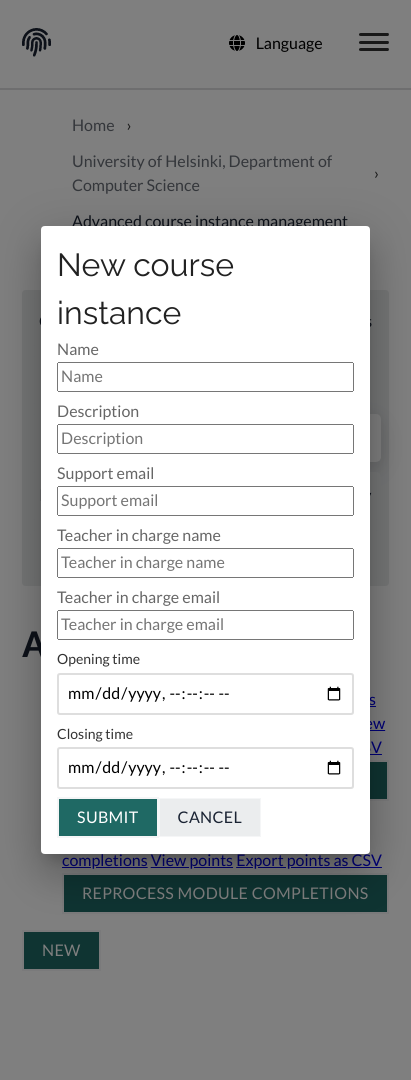 Language
Home ›
University of Helsinki, Department of
Computer Science ›
Advanced course instance management
New course
instance
Name
Name
Description
Description
Support email
Support email
Teacher in charge name
Teacher in charge name
Teacher in charge email
Teacher in charge email
Opening time
mm/dd/yyyy, --:--:-- --
Closing time
mm/dd/yyyy, --:--:-- --
SUBMIT CANCEL
completions View points Export points as CSV
REPROCESS MODULE COMPLETIONS
NEW